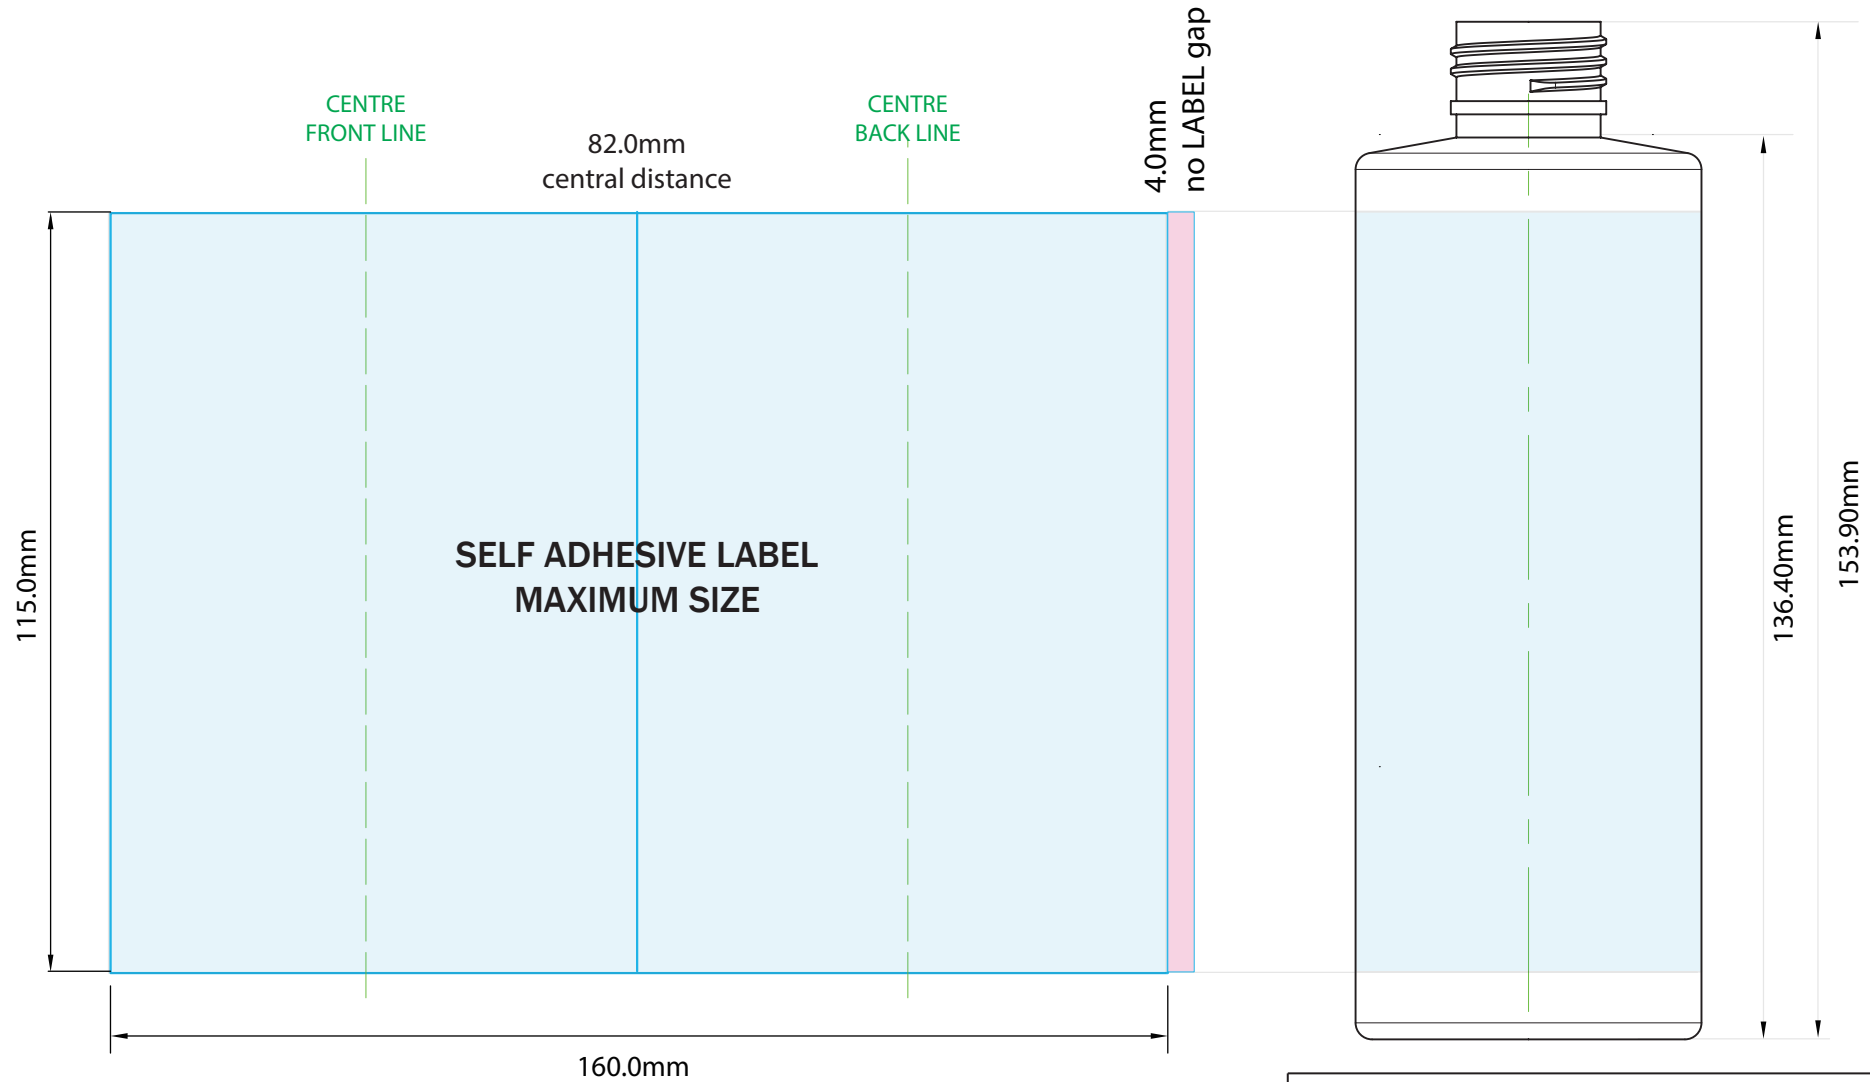 CENTRE
FRONT LINE
82.0mm
central distance
CENTRE
BACK LINE
4.0mm
no LABEL gap
115.0mm
SELF ADHESIVE LABEL
MAXIMUM SIZE
160.0mm
136.40mm
153.90mm